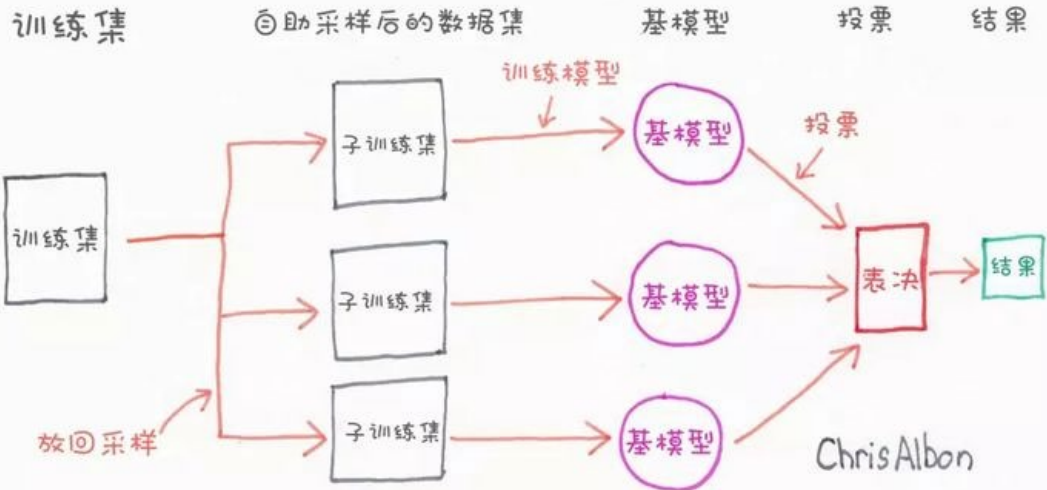 训练集
自助采样后的数据集
基模型
投票
结果
训练模型
子训练集
基模型
投票
训练集
子训练集
基模型
表决
结果
放回采样
子训练集
基模型
ChrisAlbon